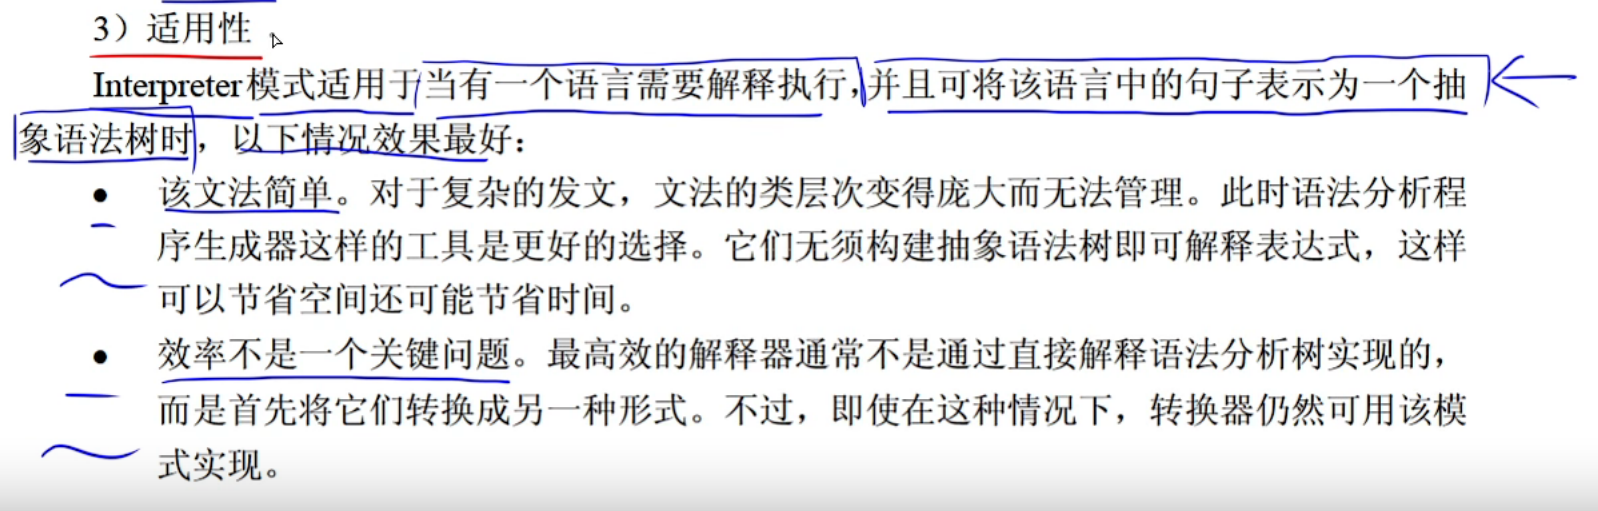 3）适用性
Interpreter模式适用于当有一个语言需要解释执行，并且可将该语言中的句子表示为一个抽
象语法树时，以下情况效果最好：
● 该文法简单。对于复杂的发文，文法的类层次变得庞大而无法管理。此时语法分析程
序生成器这样的工具是更好的选择。它们无须构建抽象语法树即可解释表达式，这样
可以节省空间还可能节省时间。
● 效率不是一个关键问题。最高效的解释器通常不是通过直接解释语法分析树实现的，
而是首先将它们转换成另一种形式。不过，即使在这种情况下，转换器仍然可用该模
式实现。